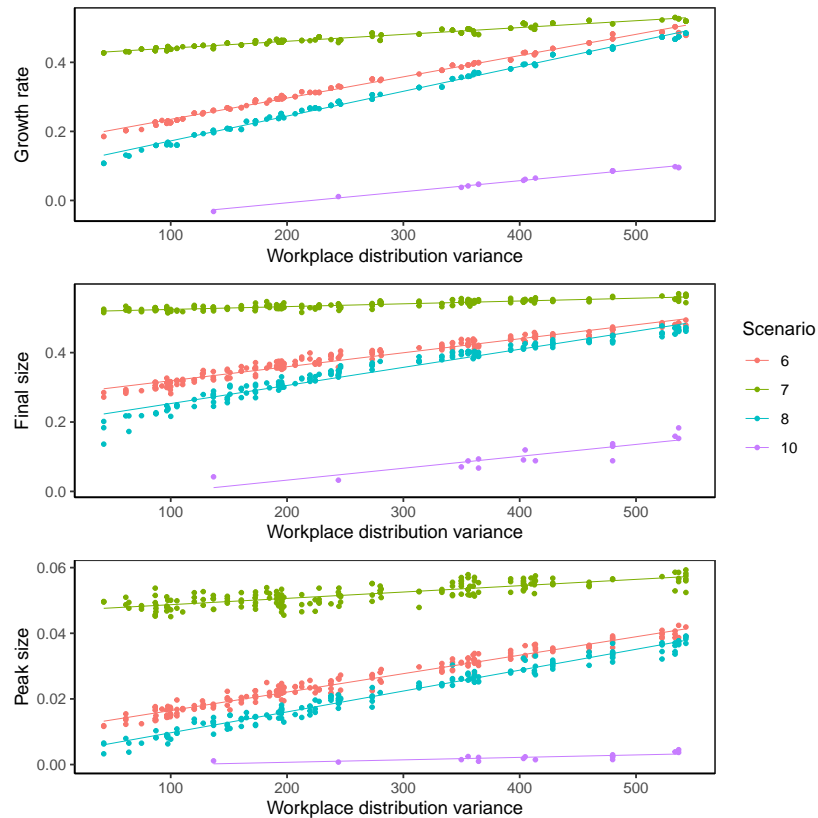 Growth rate
0.4
0.2
0.0
100 200 300 400 500
Workplace distribution variance
Final size
0.4
0.2
0.0
100 200 300 400 500
Workplace distribution variance
Scenario
6
7
8
10
Peak size
0.06
0.04
0.02
0.00
100 200 300 400 500
Workplace distribution variance